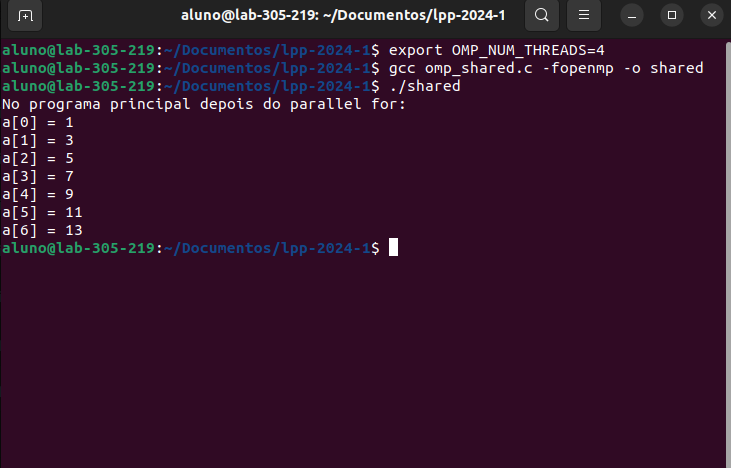 aluno@lab-305-219: ~/Documentos/lpp-2024-1
aluno@lab-305-219:~/Documentos/lpp-2024-1$ export OMP_NUM_THREADS=4
aluno@lab-305-219:~/Documentos/lpp-2024-1$ gcc omp_shared.c -fopenmp -o shared
aluno@lab-305-219:~/Documentos/lpp-2024-1$ ./shared
No programa principal depois do parallel for:
a[0] = 1
a[1] = 3
a[2] = 5
a[3] = 7
a[4] = 9
a[5] = 11
a[6] = 13
aluno@lab-305-219:~/Documentos/lpp-2024-1$